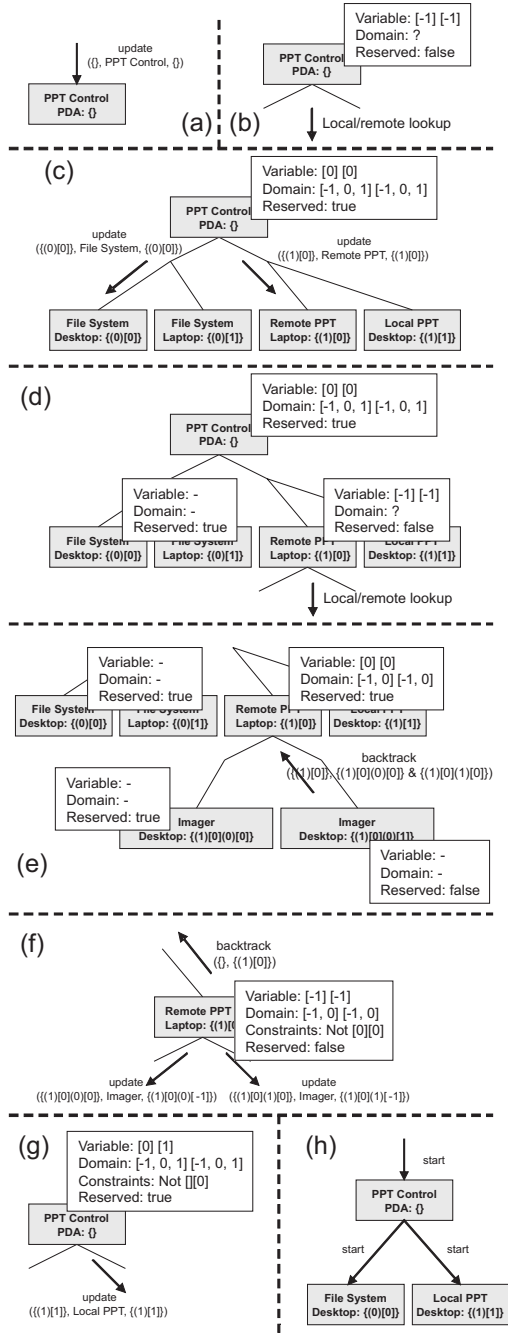 update
({}, PPT Control, {})
PPT Control
PDA: {}
(a)
Variable: [-1] [-1]
Domain: ?
Reserved: false
PPT Control
PDA: {}
(b)
Local/remote lookup
(c)
Variable: [0] [0]
Domain: [-1, 0, 1] [-1, 0, 1]
Reserved: true
PPT Control
PDA: {}
update
({(0)[0]}, File System, {(0)[0]})
update
({(1)[0]}, Remote PPT, {(1)[0]})
File System
Desktop: {(0)[0]}
File System
Laptop: {(0)[1]}
Remote PPT
Laptop: {(1)[0]}
Local PPT
Desktop: {(1)[1]}
(d)
Variable: [0] [0]
Domain: [-1, 0, 1] [-1, 0, 1]
Reserved: true
PPT Control
PDA: {}
Variable: -
Domain: -
Reserved: true
Variable: [-1] [-1]
Domain: ?
Reserved: false
File System
Desktop: {(0)[0]}
File System
Laptop: {(0)[1]}
Remote PPT
Laptop: {(1)[0]}
Local PPT
Desktop: {(1)[1]}
Local/remote lookup
Variable: -
Domain: -
Reserved: true
Variable: [0] [0]
Domain: [-1, 0] [-1, 0]
Reserved: true
File System
Desktop: {(0)[0]}
File System
Laptop: {(0)[1]}
Remote PPT
Laptop: {(1)[0]}
Local PPT
Desktop: {(1)[1]}
backtrack
({(1)[0]}, {(1)[0](0)[0]} & {(1)[0](1)[0]})
Variable: -
Domain: -
Reserved: true
Imager
Desktop: {(1)[0](0)[0]}
Imager
Desktop: {(1)[0](0)[1]}
Variable: -
Domain: -
Reserved: false
(e)
(f)
backtrack
({}, {(1)[0]})
Remote PPT
Laptop: {(1)[0
Variable: [-1] [-1]
Domain: [-1, 0] [-1, 0]
Constraints: Not [0][0]
Reserved: false
update
({(1)[0](0)[0]}, Imager, {(1)[0](0)[-1]})
update
({(1)[0](1)[0]}, Imager, {(1)[0](1)[-1]})
(g)
Variable: [0] [1]
Domain: [-1, 0, 1] [-1, 0, 1]
Constraints: Not [][0]
Reserved: true
PPT Control
PDA: {}
update
({(1)[1]}, Local PPT, {(1)[1]})
(h)
start
PPT Control
PDA: {}
start
start
File System
Desktop: {(0)[0]}
Local PPT
Desktop: {(1)[1]}